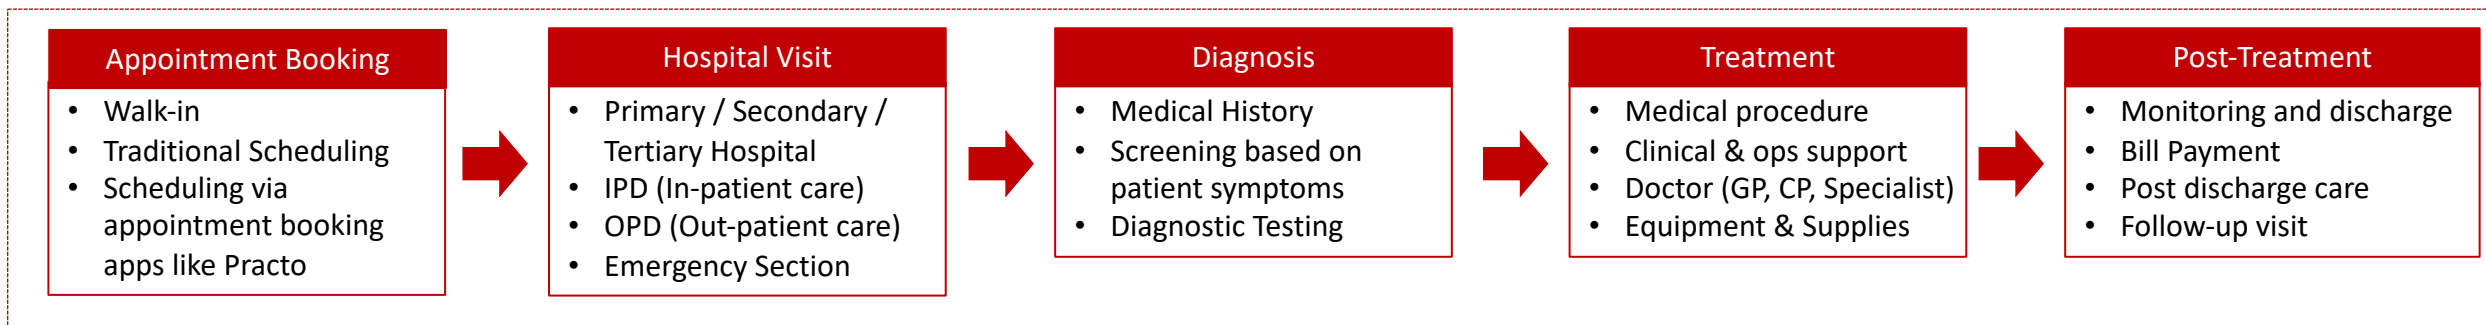 Appointment Booking
• Walk-in
• Traditional Scheduling
• Scheduling via
appointment booking
apps like Practo
Hospital Visit
• Primary / Secondary /
Tertiary Hospital
• IPD (In-patient care)
• OPD (Out-patient care)
• Emergency Section
Diagnosis
• Medical History
• Screening based on
patient symptoms
• Diagnostic Testing
Treatment
• Medical procedure
• Clinical & ops support
• Doctor (GP, CP, Specialist)
• Equipment & Supplies
Post-Treatment
• Monitoring and discharge
• Bill Payment
• Post discharge care
• Follow-up visit